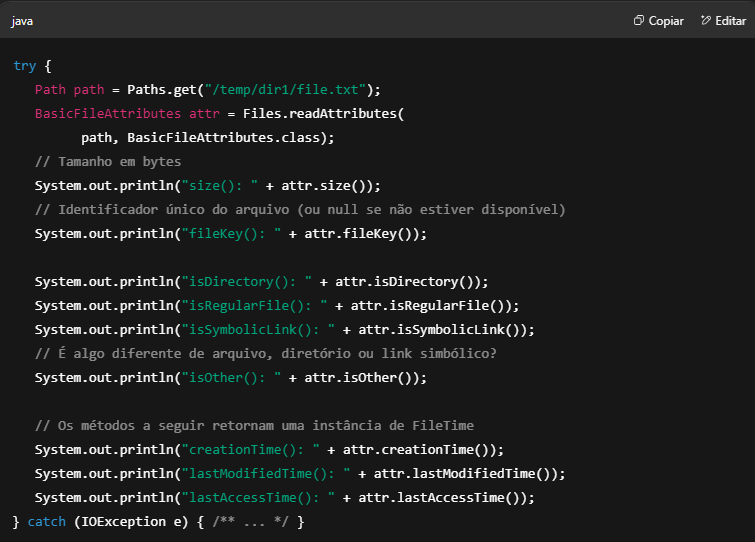 java
Copiar
Editar
try {
Path path = Paths.get("/temp/dir1/file.txt");
BasicFileAttributes attr = Files.readAttributes(
path, BasicFileAttributes.class);
// Tamanho em bytes
System.out.println("size(): " + attr.size());
// Identificador único do arquivo (ou null se não estiver disponível)
System.out.println("fileKey(): " + attr.fileKey());
System.out.println("isDirectory(): " + attr.isDirectory());
System.out.println("isRegularFile(): " + attr.isRegularFile());
System.out.println("isSymbolicLink(): " + attr.isSymbolicLink());
// É algo diferente de arquivo, diretório ou link simbólico?
System.out.println("isOther(): " + attr.isOther());
// Os métodos a seguir retornam uma instância de FileTime
System.out.println("creationTime(): " + attr.creationTime());
System.out.println("lastModifiedTime(): " + attr.lastModifiedTime());
System.out.println("lastAccessTime(): " + attr.lastAccessTime());
} catch (IOException e) { /** ... */ }